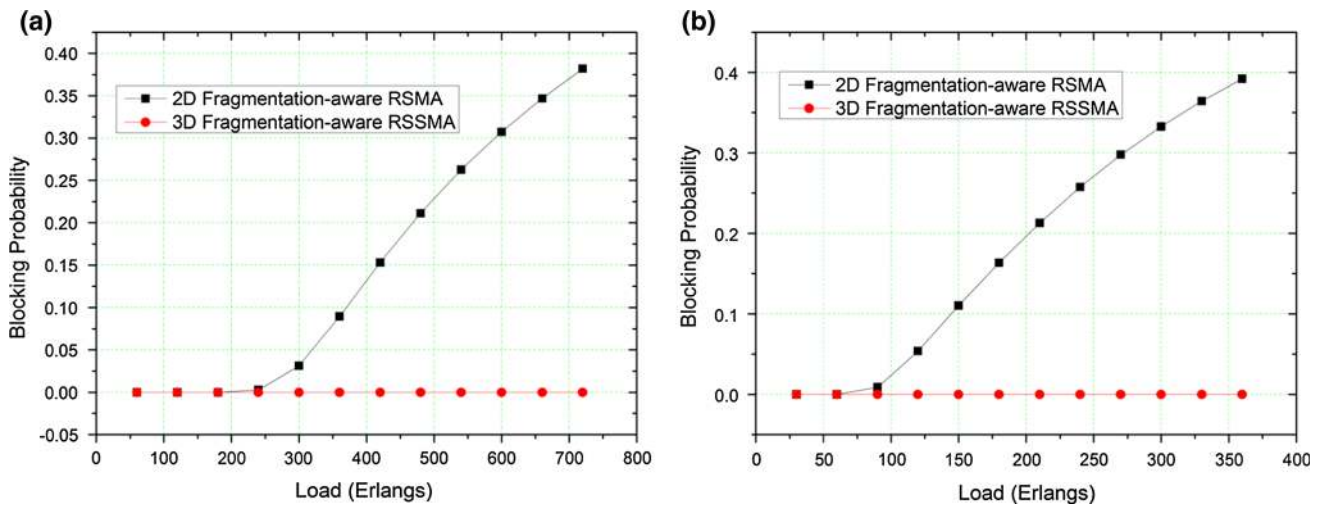 (a)
0.40
0.35
0.30
0.25
0.20
0.15
0.10
0.05
0.00
-0.05
Blocking Probability
2D Fragmentation-aware RSMA
3D Fragmentation-aware RSSMA
0 100 200 300 400 500 600 700 800
Load (Erlangs)
(b)
0.4
0.3
0.2
0.1
0.0
Blocking Probability
2D Fragmentation-aware RSMA
3D Fragmentation-aware RSSMA
0 50 100 150 200 250 300 350 400
Load (Erlangs)